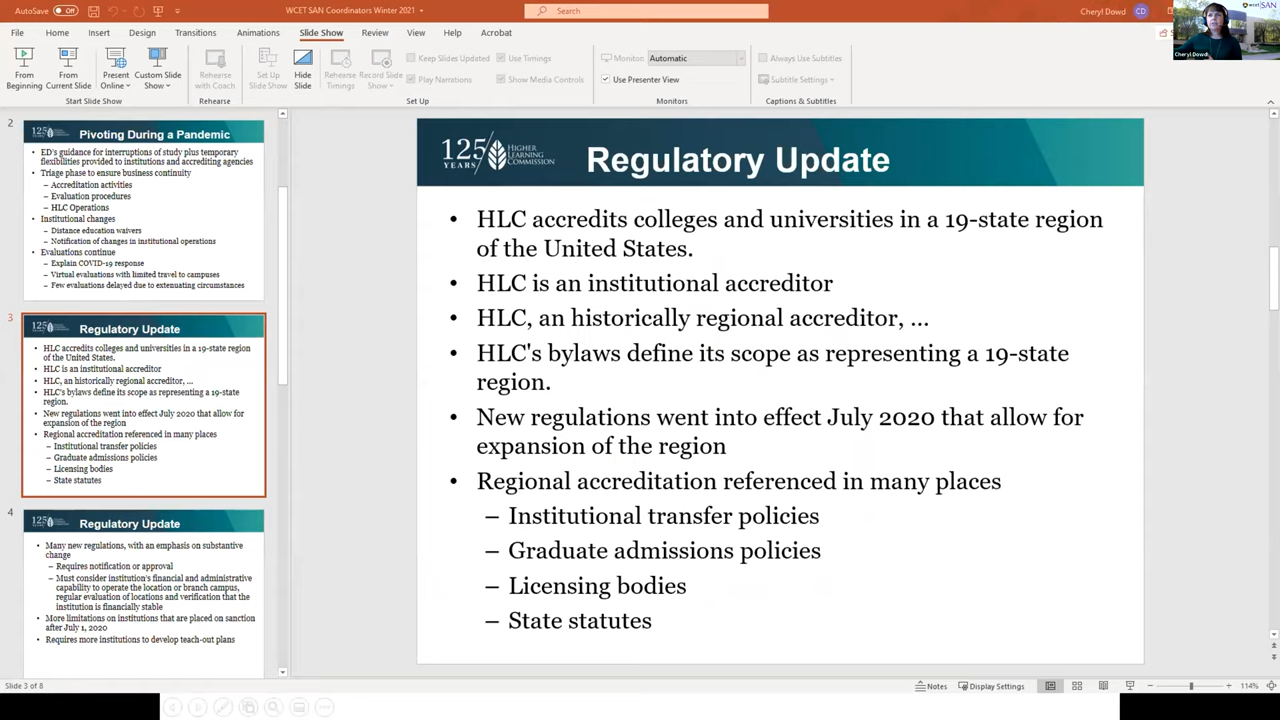 AutoSave Off
WCET SAN Coordinators Winter 2021
Search
Cheryl Dowd CD
File Home Insert Design Transitions Animations Slide Show Review View Help Acrobat
From Beginning
From Current Slide
Present Online
Custom Slide Show
Start Slide Show
Rehearse with Coach
Rehearse
Set Up Slide Show
Hide Slide
Rehearse Timings
Record Slide Show
Keep Slides Updated
Play Narrations
Use Timings
Show Media Controls
Set Up
Monitor: Automatic
Use Presenter View
Monitors
Always Use Subtitles
Subtitle Settings
Captions & Subtitles
wcet SAN
Cheryl Dowd
2
125 YEARS
Pivoting During a Pandemic
• ED's guidance for interruptions of study plus temporary
flexibilities provided to institutions and accrediting agencies
• Triage phase to ensure business continuity
– Accreditation activities
– Evaluation procedures
– HLC Operations
• Institutional changes
– Distance education waivers
– Notification of changes in institutional operations
• Evaluations continue
– Explain COVID-19 response
– Virtual evaluations with limited travel to campuses
– Few evaluations delayed due to extenuating circumstances
3
125 YEARS
Regulatory Update
• HLC accredits colleges and universities in a 19-state region
of the United States.
• HLC is an institutional accreditor
• HLC, an historically regional accreditor, ...
• HLC's bylaws define its scope as representing a 19-state
region.
• New regulations went into effect July 2020 that allow for
expansion of the region
• Regional accreditation referenced in many places
– Institutional transfer policies
– Graduate admissions policies
– Licensing bodies
– State statutes
4
125 YEARS
Regulatory Update
• Many new regulations, with an emphasis on substantive
change
– Requires notification or approval
– Must consider institution's financial and administrative
capability to operate the location or branch campus,
regular evaluation of locations and verification that the
institution is financially stable
• More limitations on institutions that are placed on sanction
after July 1, 2020
• Requires more institutions to develop teach-out plans
125 YEARS
HIGHER LEARNING COMMISSION
Regulatory Update
• HLC accredits colleges and universities in a 19-state region
of the United States.
• HLC is an institutional accreditor
• HLC, an historically regional accreditor, ...
• HLC's bylaws define its scope as representing a 19-state
region.
• New regulations went into effect July 2020 that allow for
expansion of the region
• Regional accreditation referenced in many places
– Institutional transfer policies
– Graduate admissions policies
– Licensing bodies
– State statutes
Slide 3 of 8
Notes
Display Settings
114%